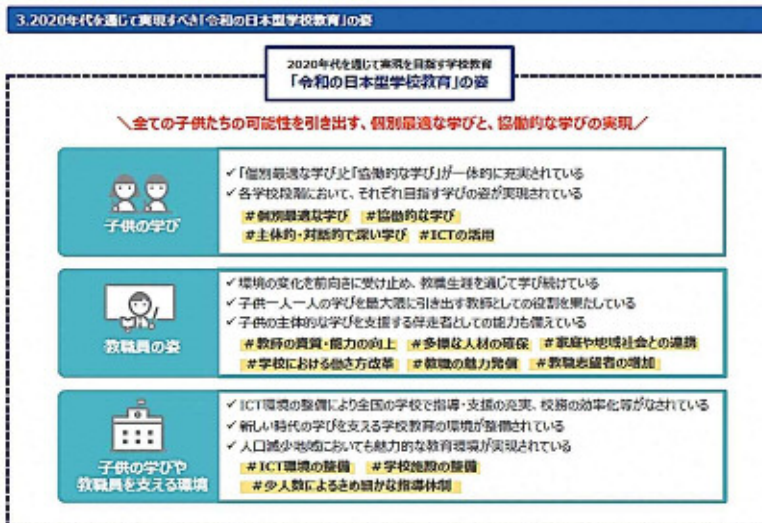 3.2020年代を通じて実現すべき「令和の日本型学校教育」の姿
2020年代を通じて実現を目指す学校教育
「令和の日本型学校教育」の姿
＼全ての子供たちの可能性を引き出す、個別最適な学びと、協働的な学びの実現／
子供の学び
✓「個別最適な学び」と「協働的な学び」が一体的に充実されている
✓各学校段階において、それぞれ目指す学びの姿が実現されている
#個別最適な学び #協働的な学び
#主体的・対話的で深い学び #ICTの活用
教職員の姿
✓環境の変化を前向きに受け止め、教職生涯を通じて学び続けている
✓子供一人一人の学びを最大限に引き出す教師としての役割を果たしている
✓子供の主体的な学びを支援する伴走者としての能力も備えている
#教師の資質・能力の向上 #多様な人材の確保 #家庭や地域社会との連携
#学校における働き方改革 #教職の魅力発信 #教職志望者の増加
子供の学びや
教職員を支える環境
✓ICT環境の整備により全国の学校で指導・支援の充実、校務の効率化等がなされている
✓新しい時代の学びを支える学校教育の環境が整備されている
✓人口減少地域においても魅力的な教育環境が実現されている
#ICT環境の整備 #学校施設の整備
#少人数によるきめ細かな指導体制